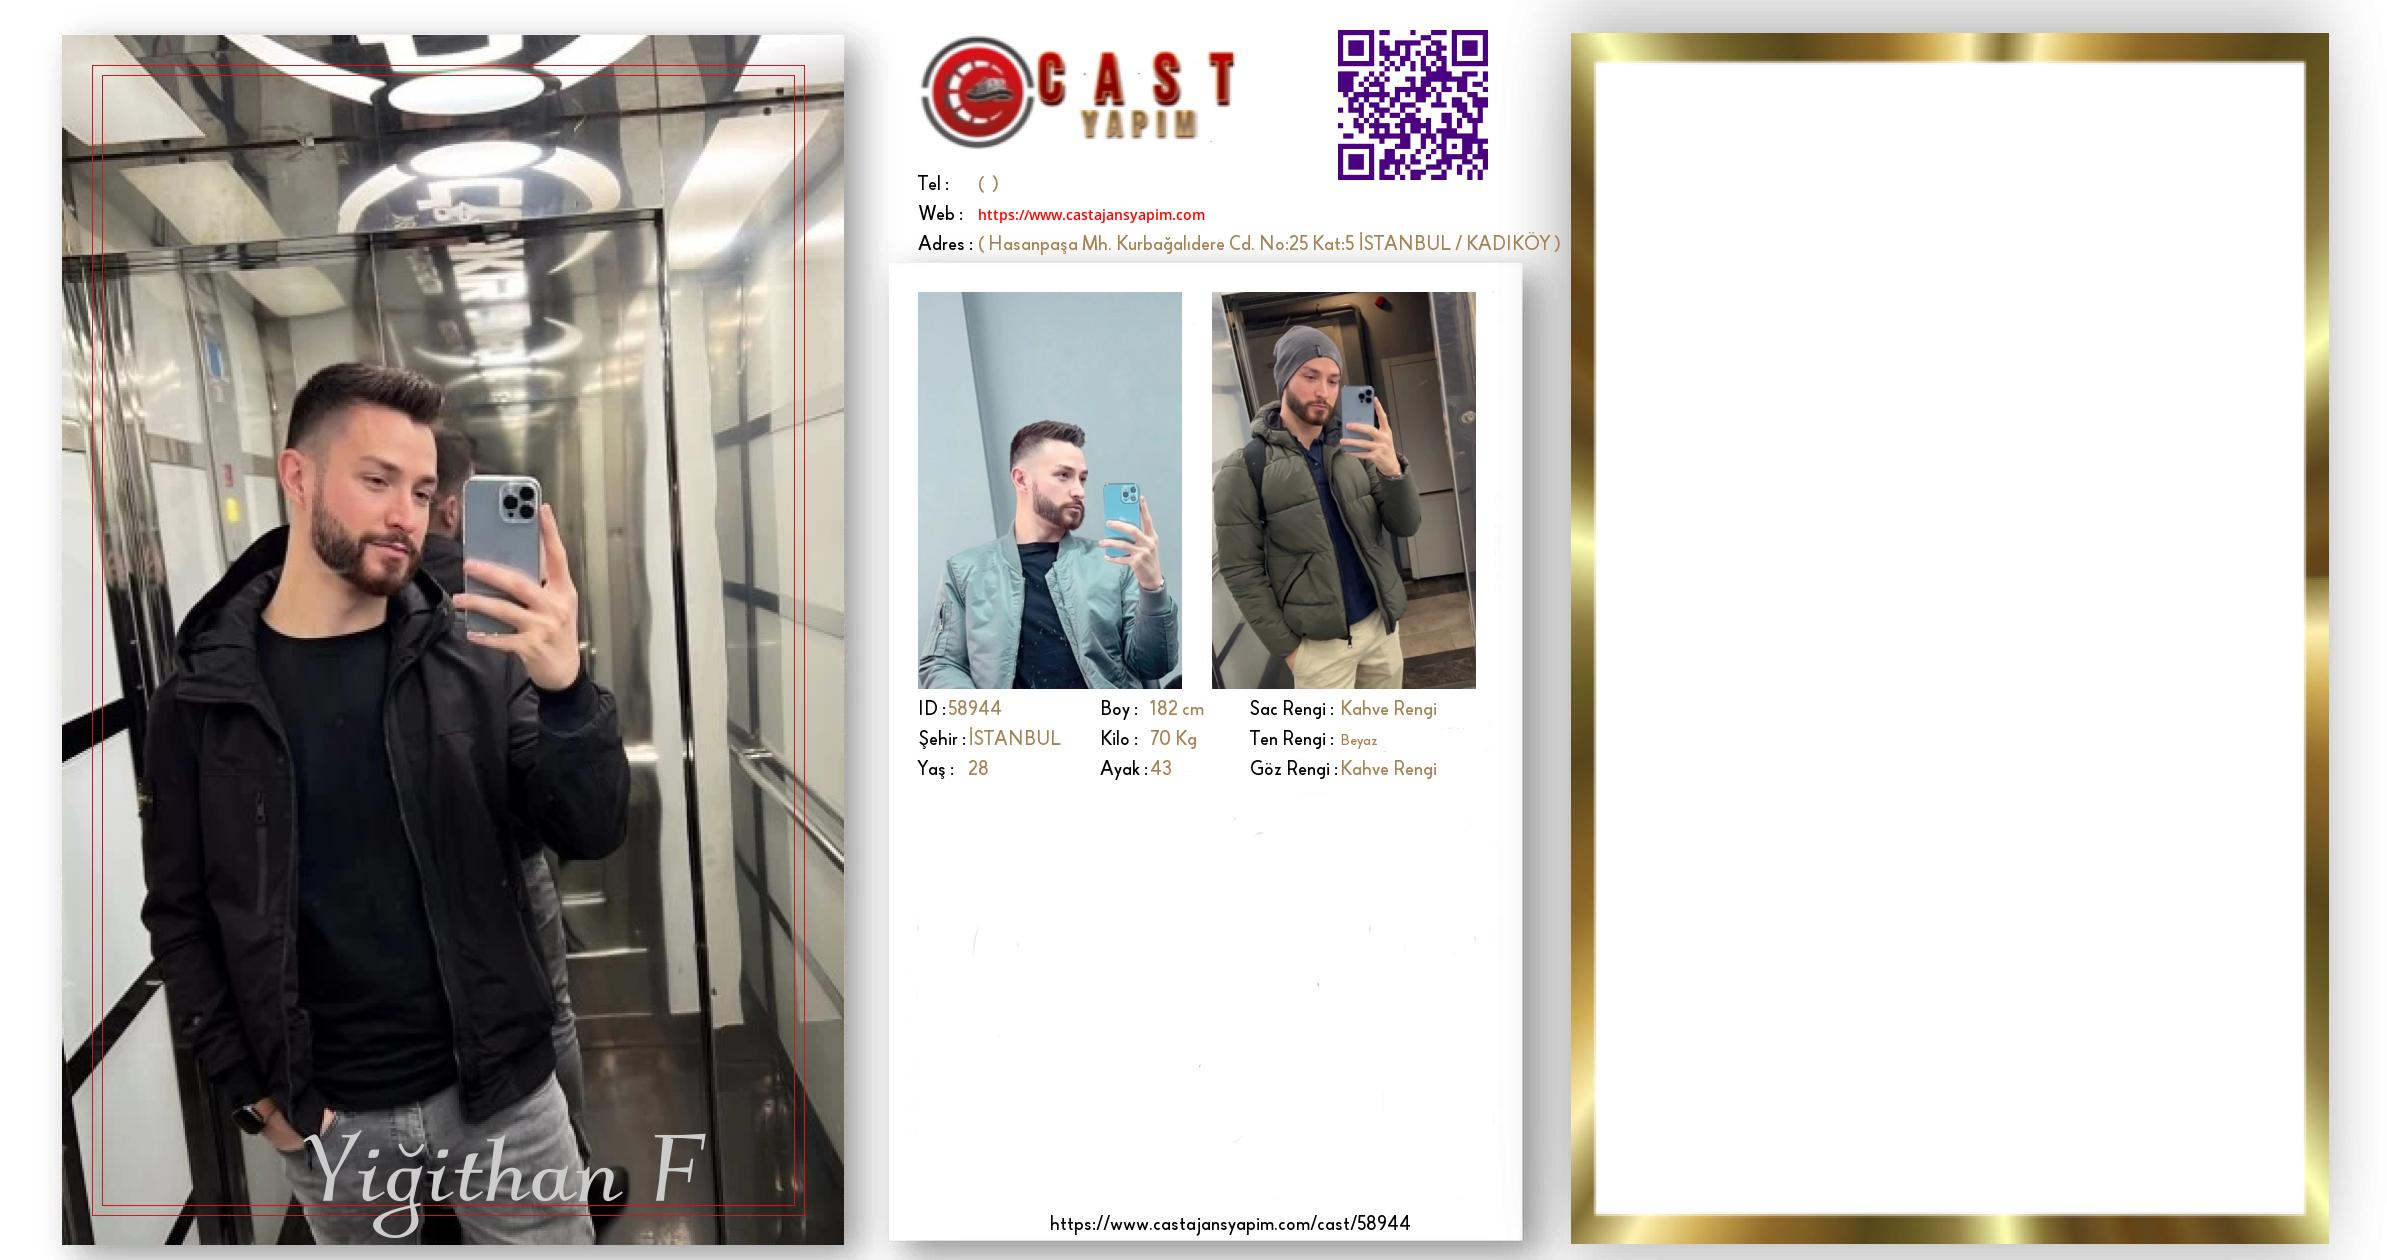 Yiğithan F
CAST
YAPIM
Tel : ( )
Web : https://www.castajansyapim.com
Adres : ( Hasanpaşa Mh. Kurbağalıdere Cd. No:25 Kat:5 İSTANBUL / KADIKÖY )
ID : 58944 Boy : 182 cm Sac Rengi : Kahve Rengi
Şehir : İSTANBUL Kilo : 70 Kg Ten Rengi : Beyaz
Yaş : 28 Ayak : 43 Göz Rengi : Kahve Rengi
https://www.castajansyapim.com/cast/58944